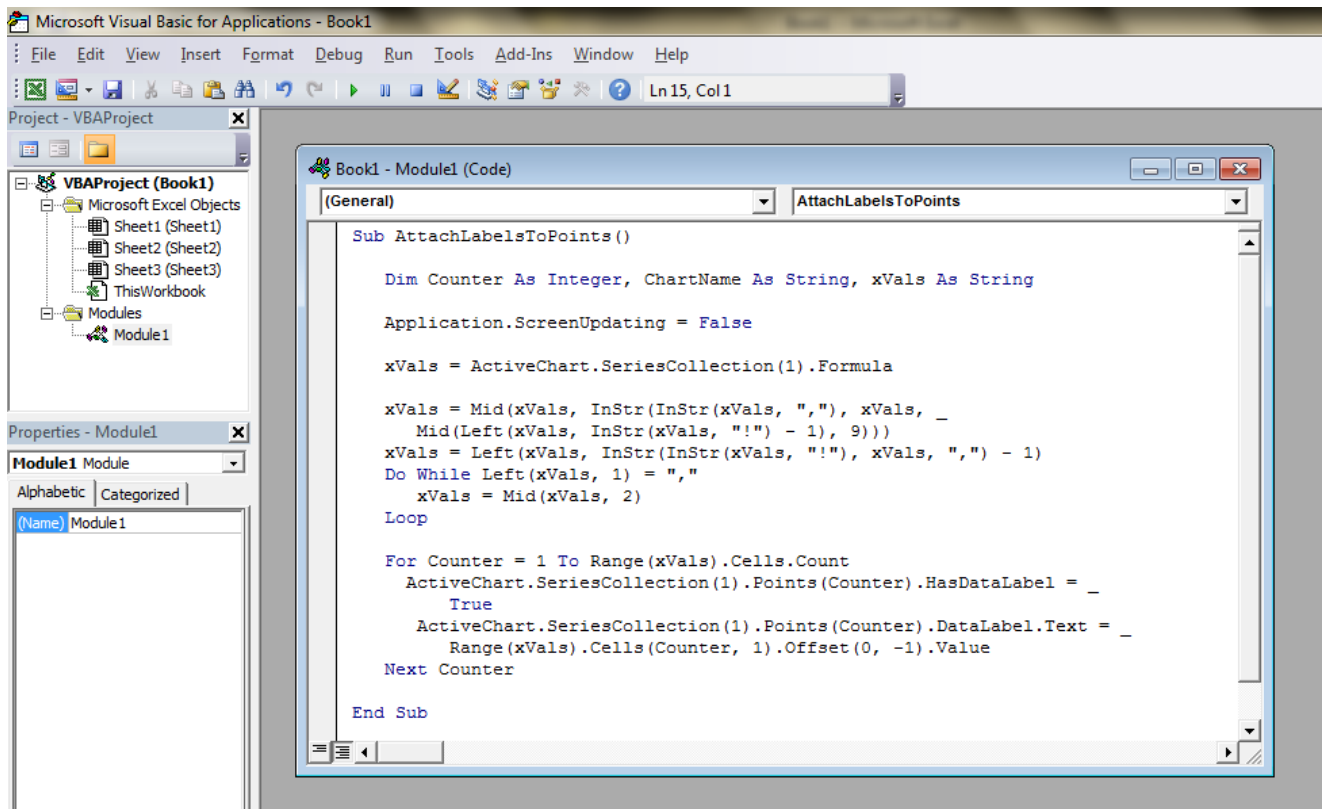 Microsoft Visual Basic for Applications - Book1
File Edit View Insert Format Debug Run Tools Add-Ins Window Help
Ln 15, Col 1
Project - VBAProject
VBAProject (Book1)
Microsoft Excel Objects
Sheet1 (Sheet1)
Sheet2 (Sheet2)
Sheet3 (Sheet3)
ThisWorkbook
Modules
Module1
Properties - Module1
Module1 Module
Alphabetic Categorized
(Name) Module1
Book1 - Module1 (Code)
(General) AttachLabelsToPoints
Sub AttachLabelsToPoints()
Dim Counter As Integer, ChartName As String, xVals As String
Application.ScreenUpdating = False
xVals = ActiveChart.SeriesCollection(1).Formula
xVals = Mid(xVals, InStr(InStr(xVals, ","), xVals, _
Mid(Left(xVals, InStr(xVals, "!") - 1), 9)))
xVals = Left(xVals, InStr(InStr(xVals, "!"), xVals, ",") - 1)
Do While Left(xVals, 1) = ","
xVals = Mid(xVals, 2)
Loop
For Counter = 1 To Range(xVals).Cells.Count
ActiveChart.SeriesCollection(1).Points(Counter).HasDataLabel = _
True
ActiveChart.SeriesCollection(1).Points(Counter).DataLabel.Text = _
Range(xVals).Cells(Counter, 1).Offset(0, -1).Value
Next Counter
End Sub